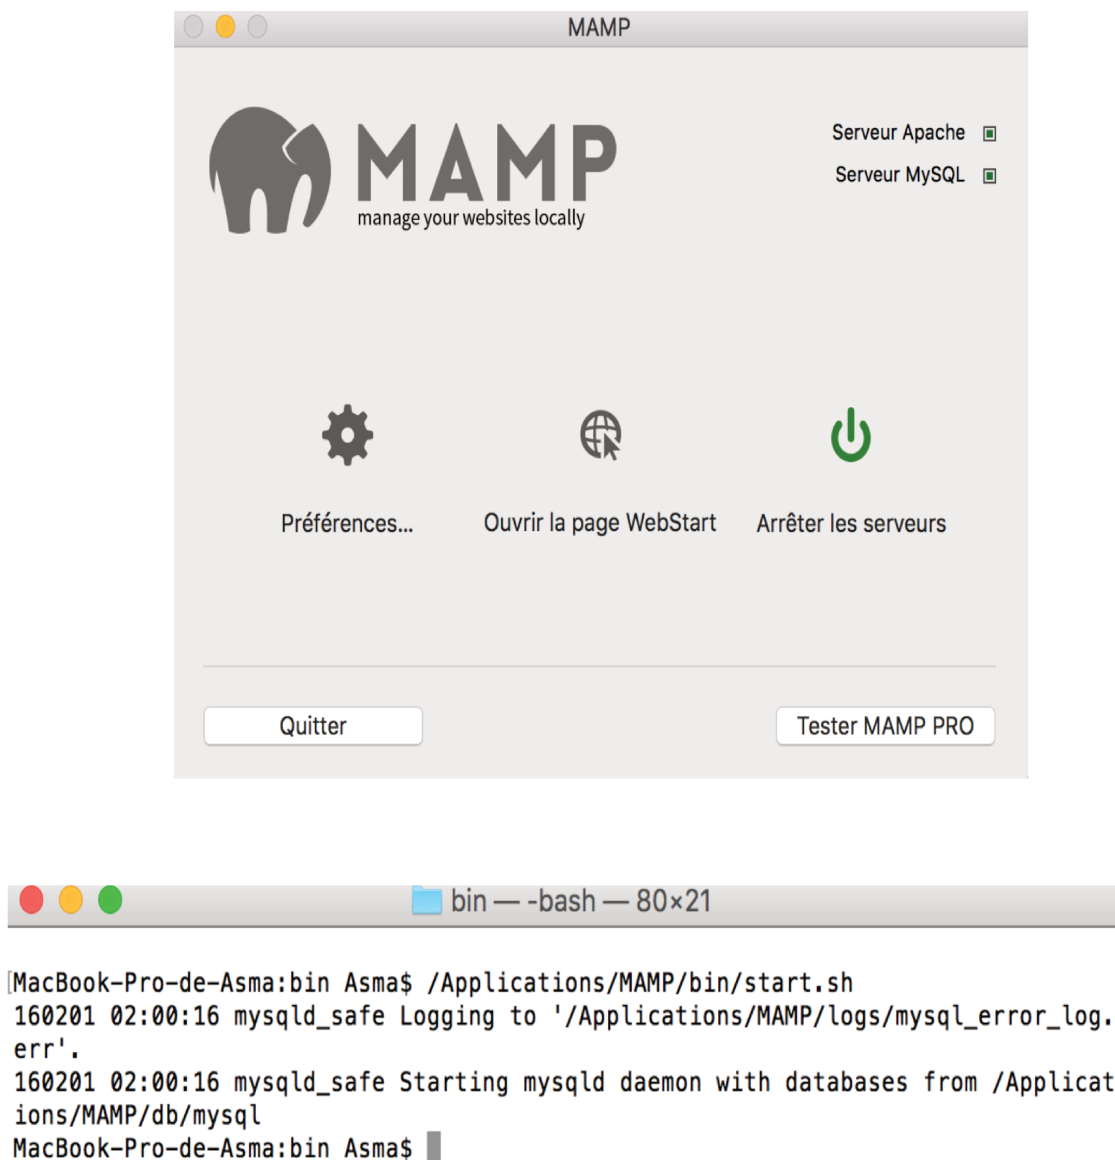 MAMP
MAMP
manage your websites locally
Serveur Apache
Serveur MySQL
Préférences...
Ouvrir la page WebStart
Arrêter les serveurs
Quitter
Tester MAMP PRO
bin — -bash — 80×21
[MacBook-Pro-de-Asma:bin Asma$ /Applications/MAMP/bin/start.sh
160201 02:00:16 mysqld_safe Logging to '/Applications/MAMP/logs/mysql_error_log.
err'.
160201 02:00:16 mysqld_safe Starting mysqld daemon with databases from /Applicat
ions/MAMP/db/mysql
MacBook-Pro-de-Asma:bin Asma$